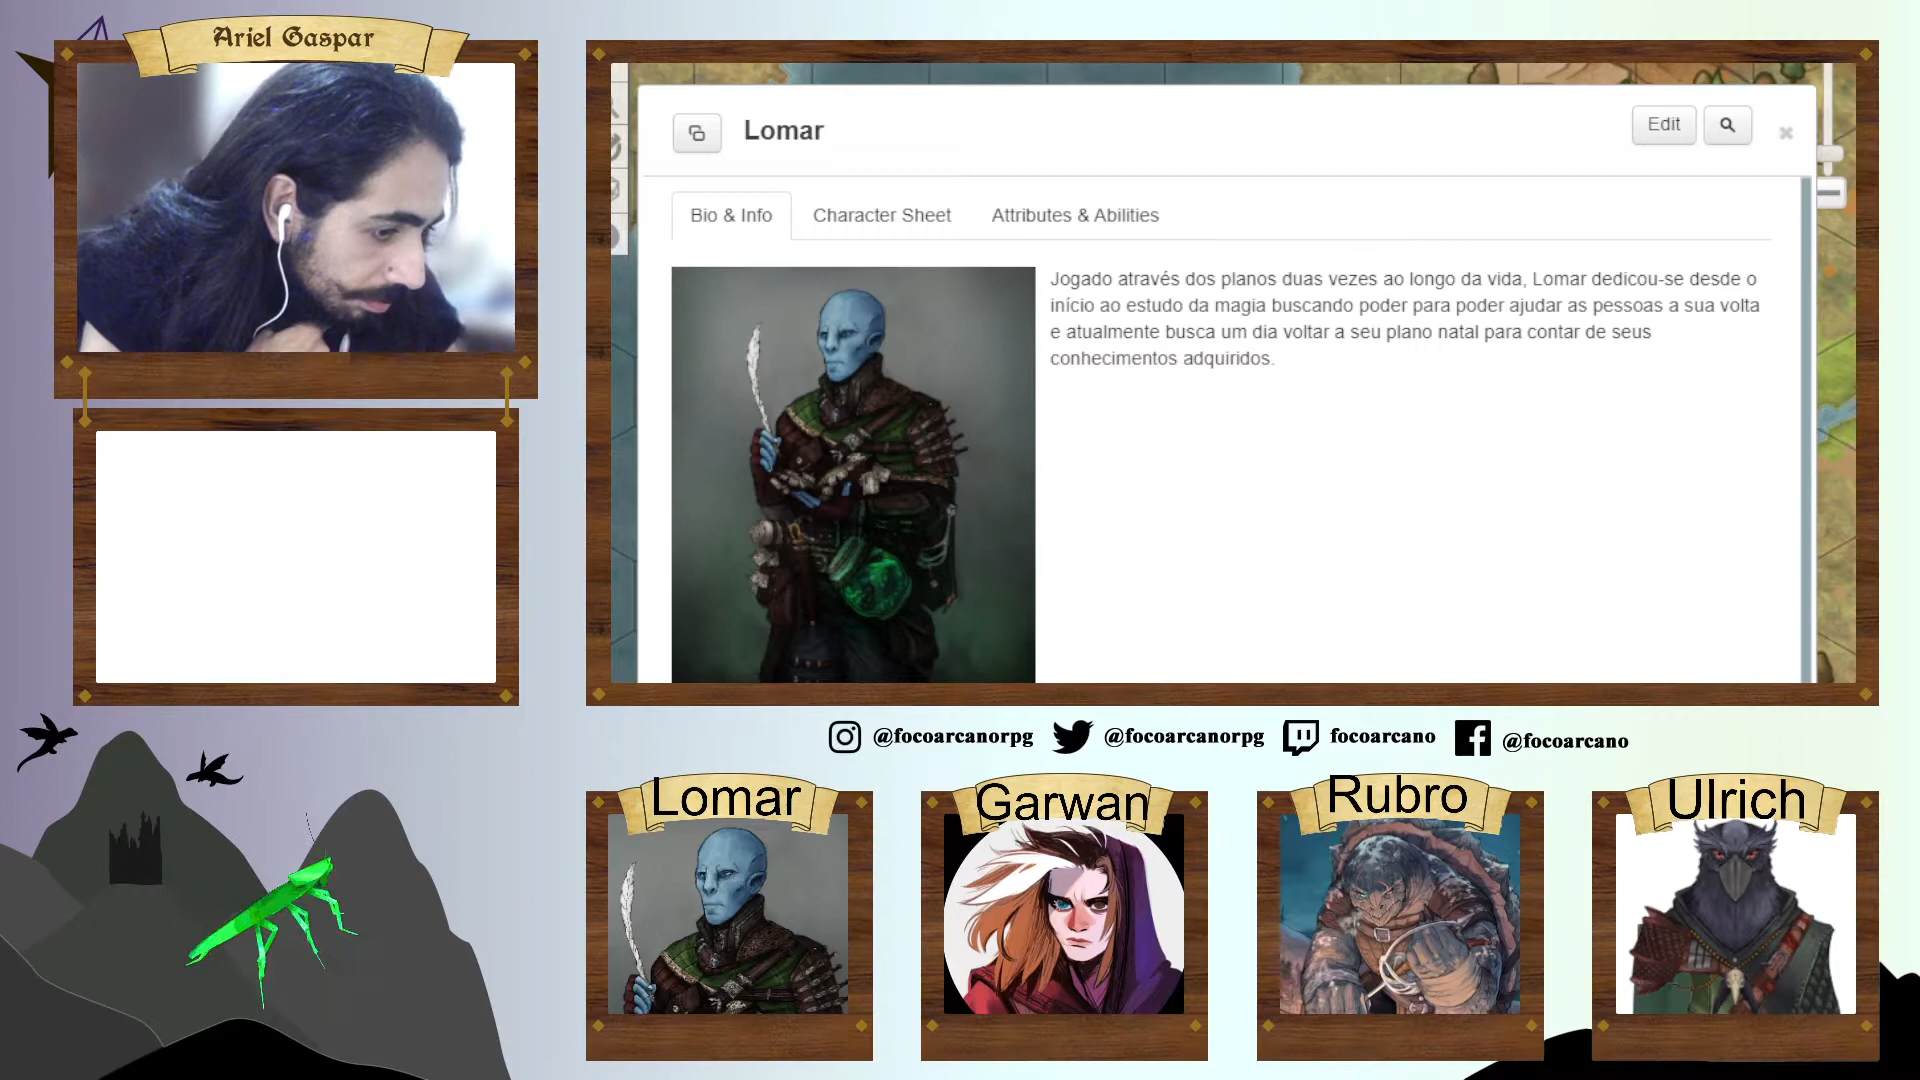 Ariel Gaspar
Lomar
Edit
Bio & Info
Character Sheet
Attributes & Abilities
Jogado através dos planos duas vezes ao longo da vida, Lomar dedicou-se desde o
início ao estudo da magia buscando poder para poder ajudar as pessoas a sua volta
e atualmente busca um dia voltar a seu plano natal para contar de seus
conhecimentos adquiridos.
@focoarcanorpg
@focoarcanorpg
focoarcano
@focoarcano
Lomar
Garwan
Rubro
Ulrich